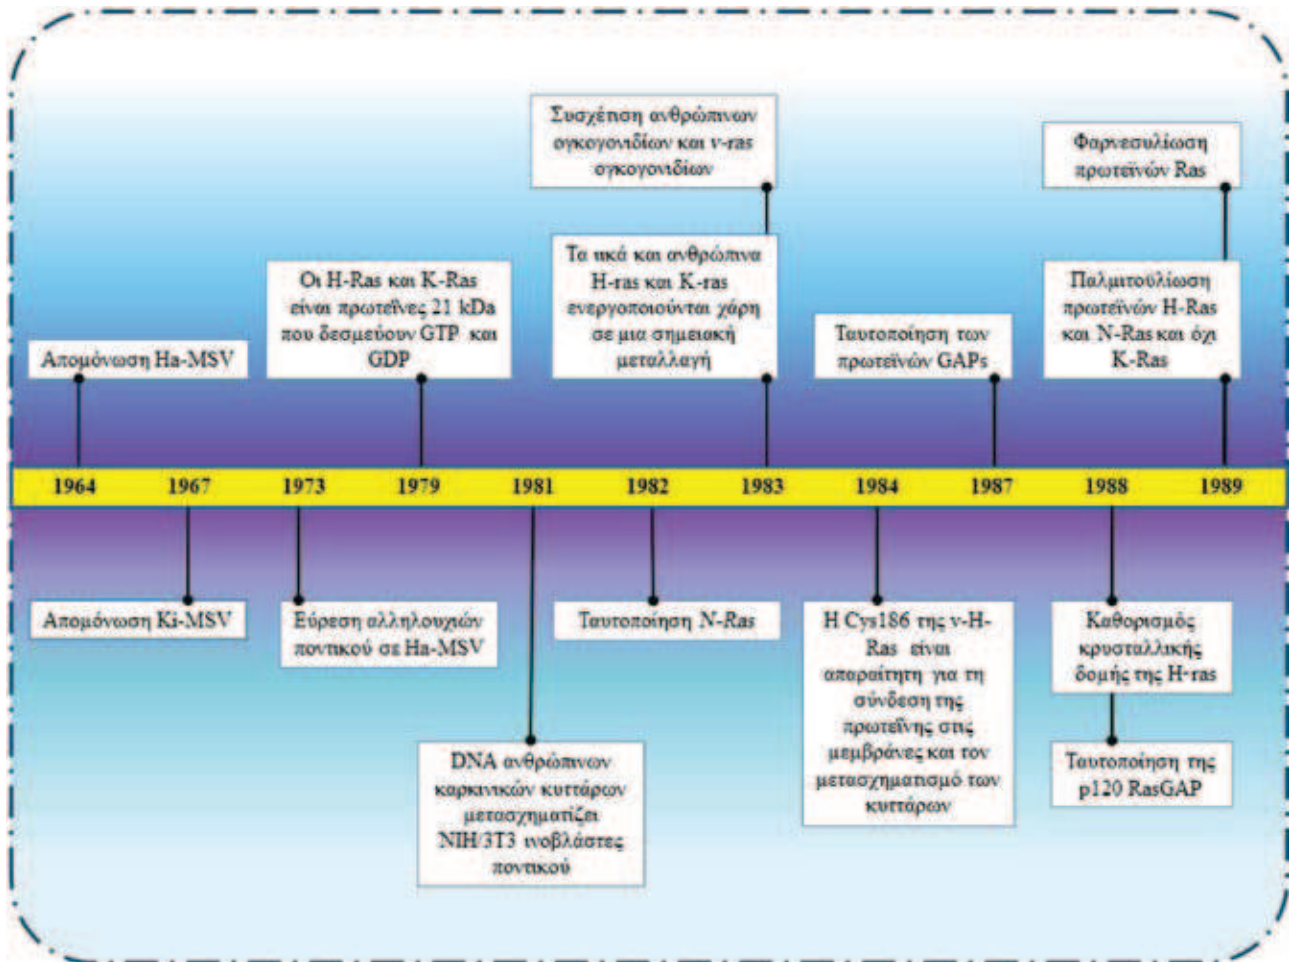 Συσχέτιση ανθρώπινων
ογκογονιδίων και v-ras
ογκογονιδίων
Φαρνεσυλίωση
πρωτεϊνών Ras
Απομόνωση Ha-MSV
Οι H-Ras και K-Ras
είναι πρωτεΐνες 21 kDa
που δεσμεύουν GTP και
GDP
Τα ιικά και ανθρώπινα
H-ras και K-ras
ενεργοποιούνται χάρη
σε μια σημειακή
μεταλλαγή
Ταυτοποίηση των
πρωτεϊνών GAPs
Παλμιτοϋλίωση
πρωτεϊνών H-Ras
και N-Ras και όχι
K-Ras
1964 1967 1973 1979 1981 1982 1983 1984 1987 1988 1989
Απομόνωση Ki-MSV
Εύρεση αλληλουχιών
ποντικού σε Ha-MSV
DNA ανθρώπινων
καρκινικών κυττάρων
μετασχηματίζει
NIH/3T3 ινοβλάστες
ποντικού
Ταυτοποίηση N-Ras
Η Cys186 της v-H-
Ras είναι
απαραίτητη για τη
σύνδεση της
πρωτεΐνης στις
μεμβράνες και τον
μετασχηματισμό των
κυττάρων
Καθορισμός
κρυσταλλικής
δομής της H-ras
Ταυτοποίηση της
p120 RasGAP